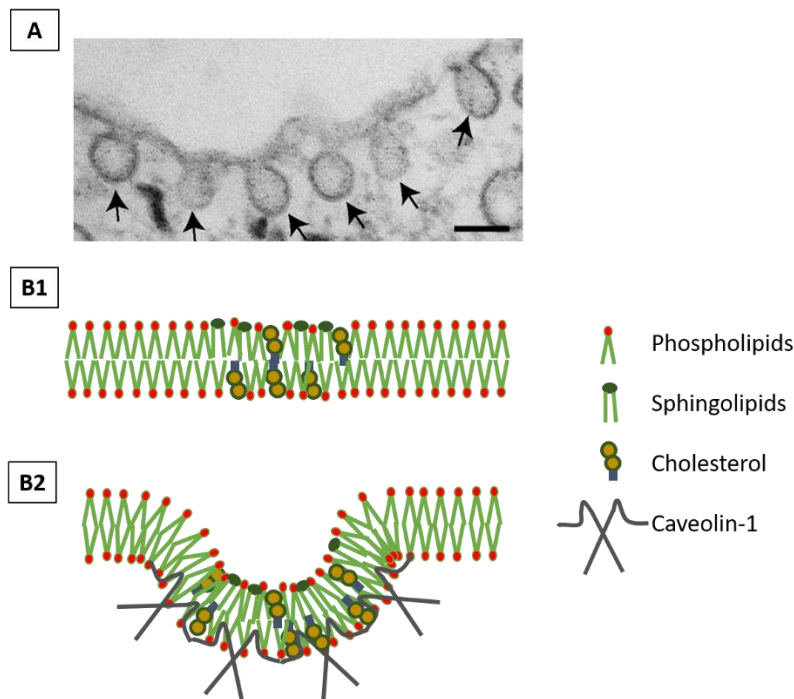 A
B1
Phospholipids
Sphingolipids
Cholesterol
B2
Caveolin-1